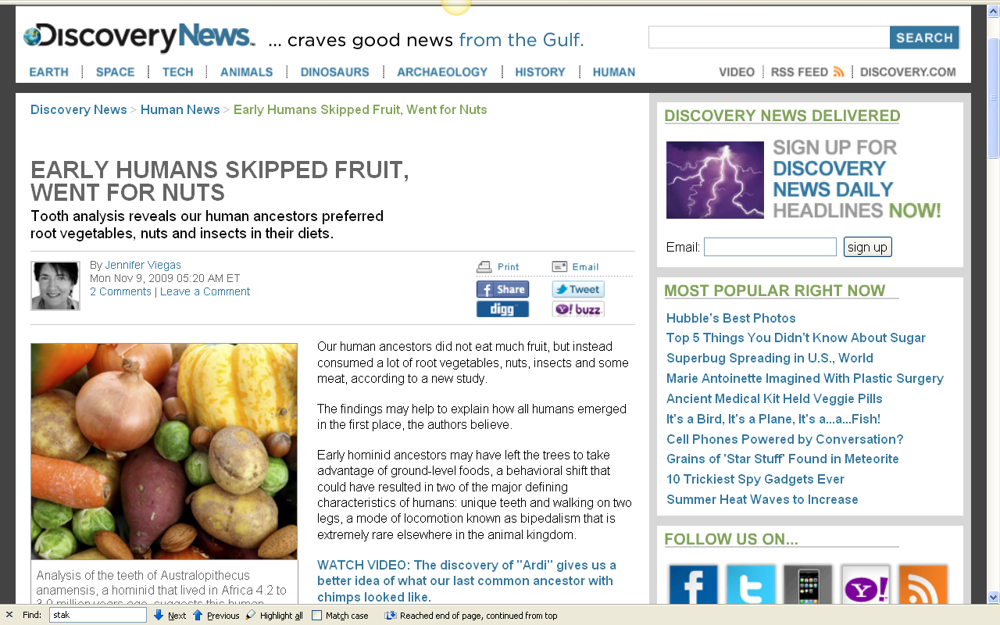 DiscoveryNews™ ... craves good news from the Gulf.
SEARCH
EARTH SPACE TECH ANIMALS DINOSAURS ARCHAEOLOGY HISTORY HUMAN VIDEO RSS FEED DISCOVERY.COM
Discovery News > Human News > Early Humans Skipped Fruit, Went for Nuts
EARLY HUMANS SKIPPED FRUIT,
WENT FOR NUTS
Tooth analysis reveals our human ancestors preferred
root vegetables, nuts and insects in their diets.
By Jennifer Viegas
Mon Nov 9, 2009 05:20 AM ET
2 Comments | Leave a Comment
Print Email
Share Tweet
digg Y! buzz
Our human ancestors did not eat much fruit, but instead
consumed a lot of root vegetables, nuts, insects and some
meat, according to a new study.
The findings may help to explain how all humans emerged
in the first place, the authors believe.
Early hominid ancestors may have left the trees to take
advantage of ground-level foods, a behavioral shift that
could have resulted in two of the major defining
characteristics of humans: unique teeth and walking on two
legs, a mode of locomotion known as bipedalism that is
extremely rare elsewhere in the animal kingdom.
WATCH VIDEO: The discovery of "Ardi" gives us a
better idea of what our last common ancestor with
chimps looked like.
Analysis of the teeth of Australopithecus
anamensis, a hominid that lived in Africa 4.2 to
3.9 million years ago, suggests this human
DISCOVERY NEWS DELIVERED
SIGN UP FOR
DISCOVERY
NEWS DAILY
HEADLINES NOW!
Email: sign up
MOST POPULAR RIGHT NOW
Hubble's Best Photos
Top 5 Things You Didn't Know About Sugar
Superbug Spreading in U.S., World
Marie Antoinette Imagined With Plastic Surgery
Ancient Medical Kit Held Veggie Pills
It's a Bird, It's a Plane, It's a...a...Fish!
Cell Phones Powered by Conversation?
Grains of 'Star Stuff' Found in Meteorite
10 Trickiest Spy Gadgets Ever
Summer Heat Waves to Increase
FOLLOW US ON...
f t Y!
Find: stak Next Previous Highlight all Match case Reached end of page, continued from top